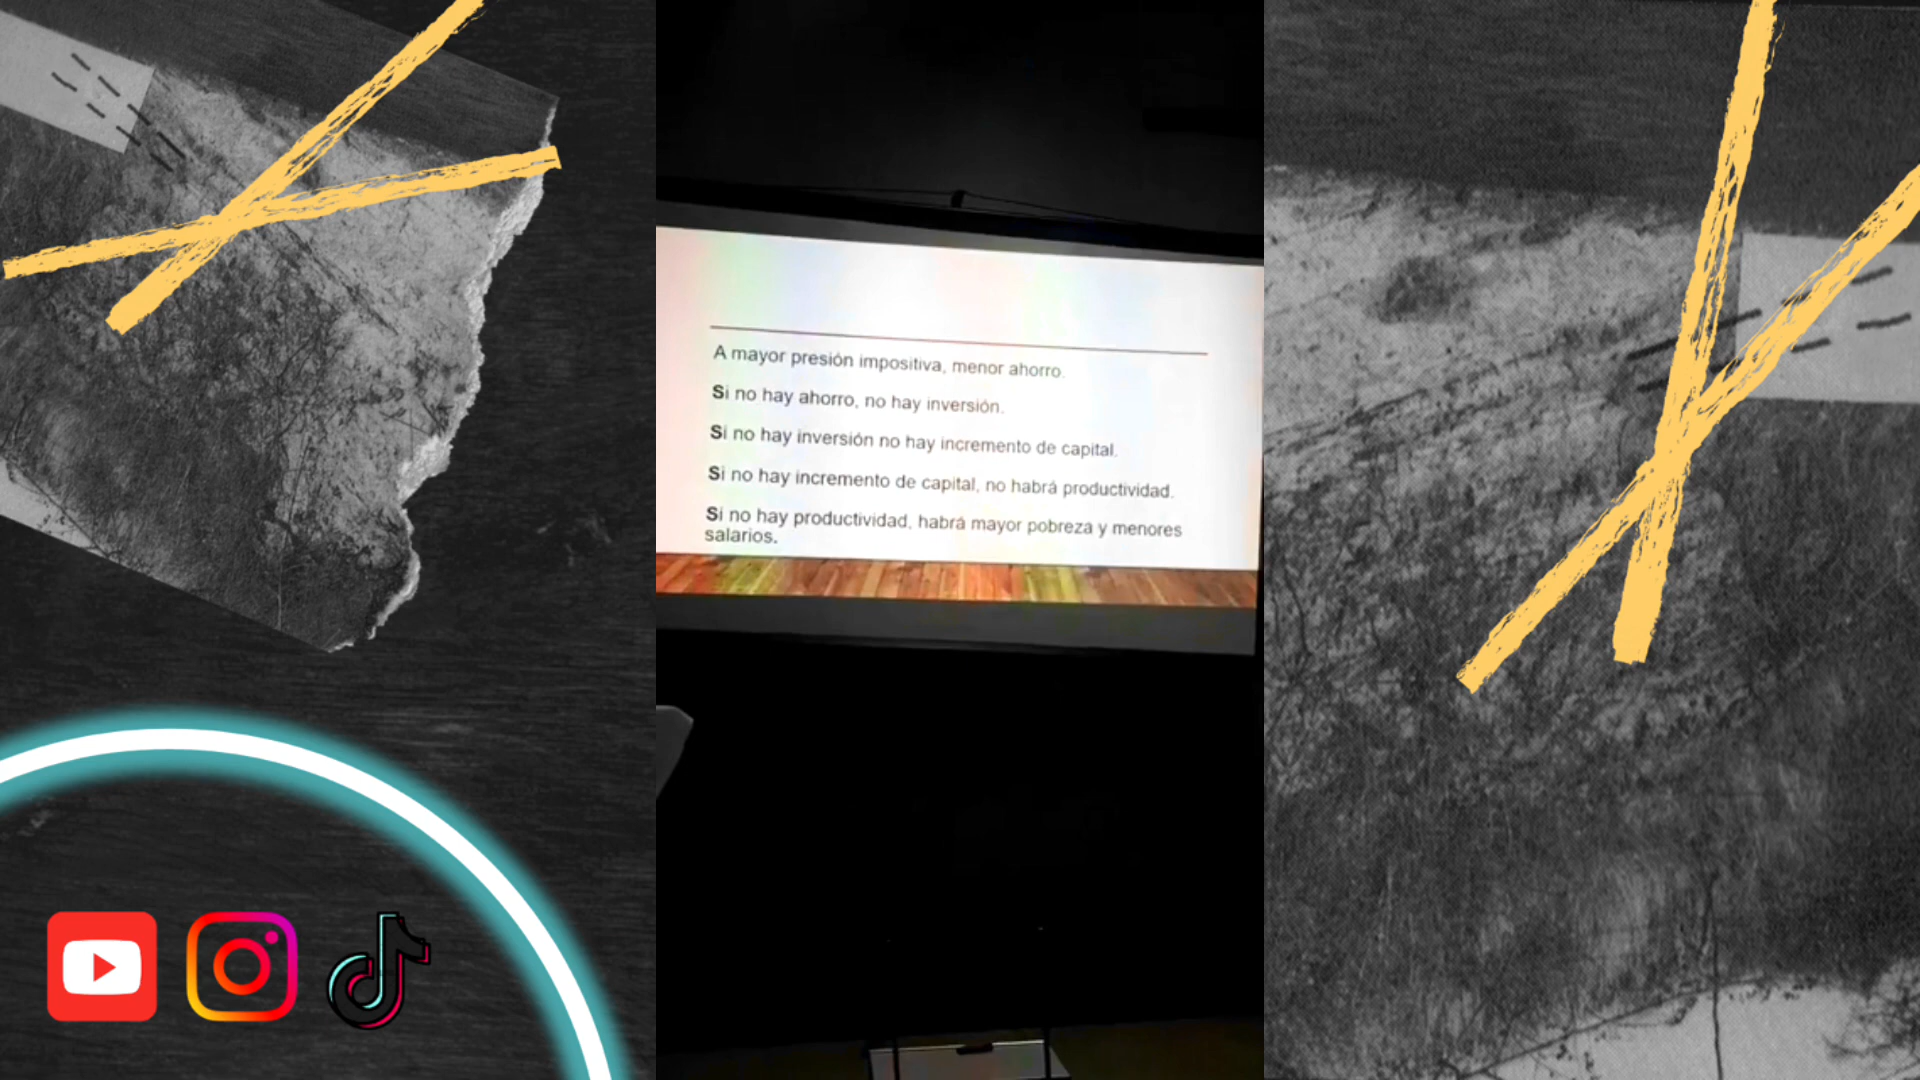 A mayor presión impositiva, menor ahorro.
Si no hay ahorro, no hay inversión.
Si no hay inversión no hay incremento de capital.
Si no hay incremento de capital, no habrá productividad.
Si no hay productividad, habrá mayor pobreza y menores
salarios.